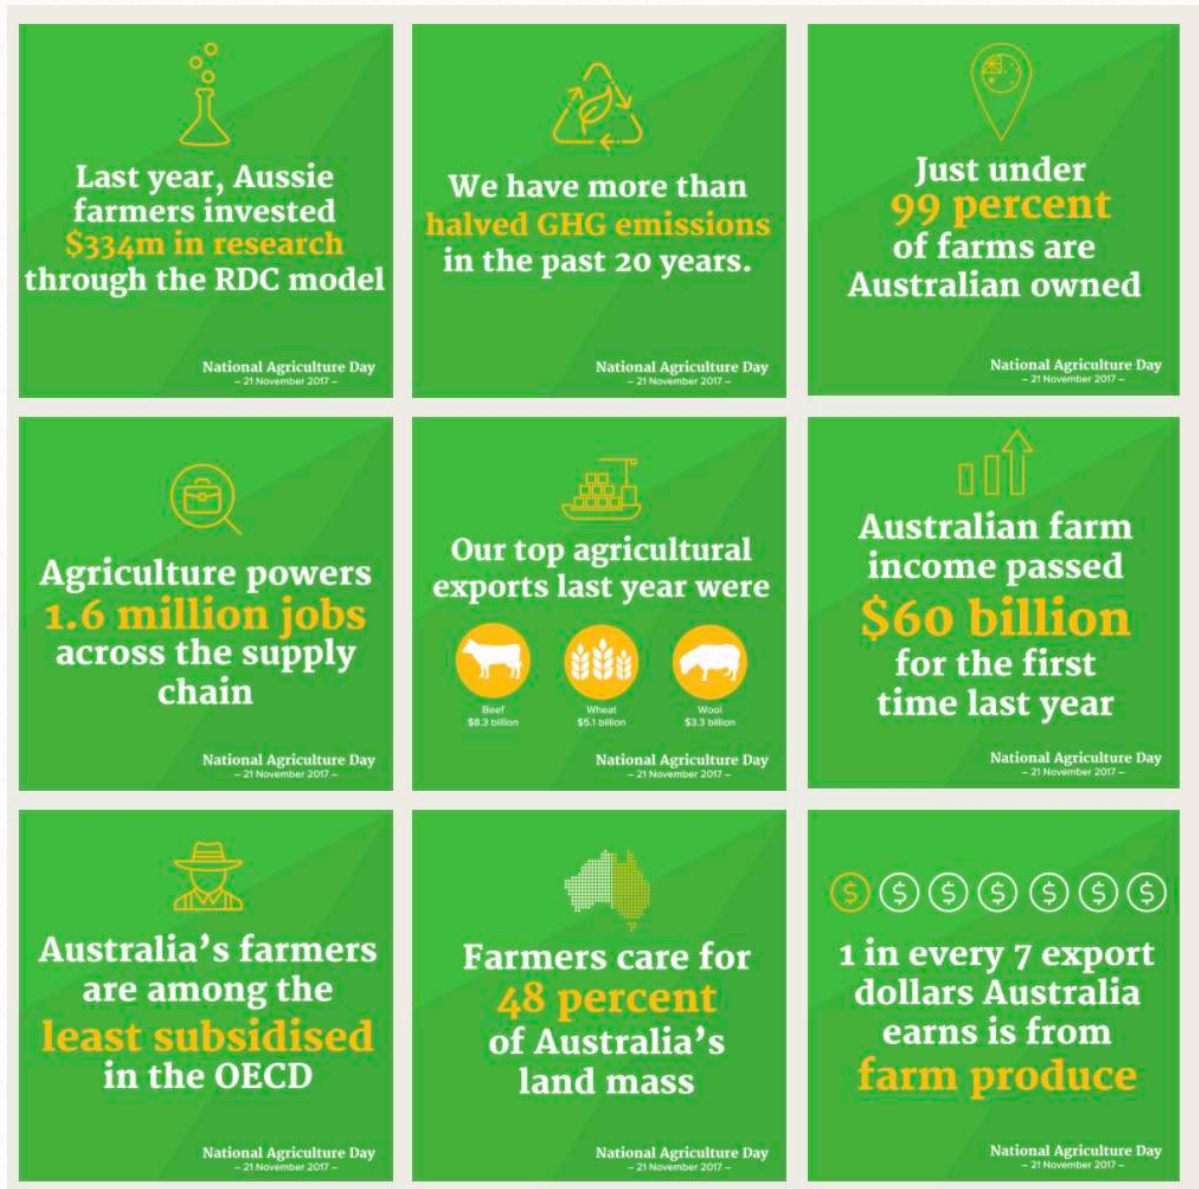 Last year, Aussie
farmers invested
$334m in research
through the RDC model
National Agriculture Day
– 21 November 2017 –
We have more than
halved GHG emissions
in the past 20 years.
National Agriculture Day
– 21 November 2017 –
Just under
99 percent
of farms are
Australian owned
National Agriculture Day
– 21 November 2017 –
Agriculture powers
1.6 million jobs
across the supply
chain
National Agriculture Day
– 21 November 2017 –
Our top agricultural
exports last year were
Beef
$8.3 billion
Wheat
$5.1 billion
Wool
$3.3 billion
National Agriculture Day
– 21 November 2017 –
Australian farm
income passed
$60 billion
for the first
time last year
National Agriculture Day
– 21 November 2017 –
Australia's farmers
are among the
least subsidised
in the OECD
National Agriculture Day
– 21 November 2017 –
Farmers care for
48 percent
of Australia's
land mass
National Agriculture Day
– 21 November 2017 –
$ $ $ $ $ $ $
1 in every 7 export
dollars Australia
earns is from
farm produce
National Agriculture Day
– 21 November 2017 –